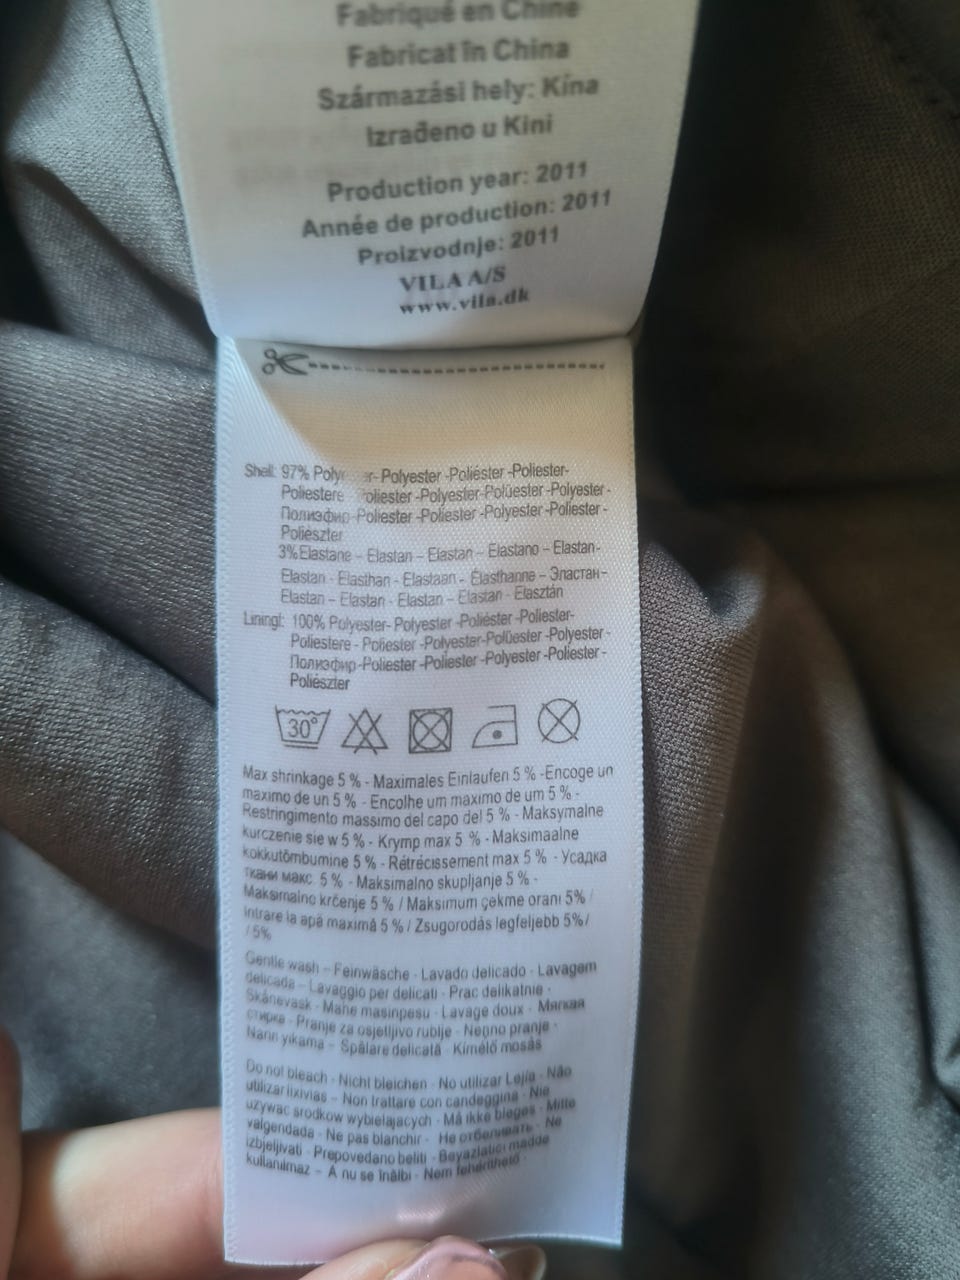 Fabriqué en Chine
Fabricat în China
Származási hely: Kína
Izrađeno u Kini
Production year: 2011
Année de production: 2011
Proizvodnje: 2011
VILA A/S
www.vila.dk
Shell: 97% Polyester- Polyester -Poliéster -Poliester-
Poliestere - Poliester -Polyester-Polüester -Polyester-
Полиэфир-Poliester -Poliester -Polyester -Poliester -
Poliészter
3%Elastane – Elastan – Elastan – Elastano – Elastan-
Elastan - Elasthan - Elastaan - Élasthanne – Эластан–
Elastan – Elastan - Elastan – Elastan - Elasztán
Liningl: 100% Polyester- Polyester -Poliéster -Poliester-
Poliestere - Poliester -Polyester-Polüester -Polyester-
Полиэфир-Poliester -Poliester -Polyester -Poliester -
Poliészter
30°
Max shrinkage 5 % - Maximales Einlaufen 5 % -Encoge un
maximo de un 5 % - Encolhe um maximo de um 5 % -
Restringimento massimo del capo del 5 % - Maksymalne
kurczenie sie w 5 % - Krymp max 5 % - Maksimaalne
kokkutõmbumine 5 % - Rétrécissement max 5 % - Усадка
ткани макс. 5 % - Maksimalno skupljanje 5 % -
Maksimalno krčenje 5 % / Maksimum çekme oranı 5% /
Intrare la apă maximă 5 % / Zsugorodás legfeljebb 5%/
/ 5%
Gentle wash – Feinwäsche - Lavado delicado - Lavagem
delicada – Lavaggio per delicati - Prac delikatnie -
Skånevask - Mahe masinpesu - Lavage doux - Мягкая
стирка - Pranje za osjetljivo rublje - Nežno pranje -
Narin yıkama – Spălare delicată - Kímélő mosás
Do not bleach - Nicht bleichen - No utilizar Lejía - Não
utilizar lixívias – Non trattare con candeggina - Nie
używac srodkow wybielajacych - Må ikke bleges - Mitte
valgendada - Ne pas blanchir - Не отбеливать - Ne
izbjeljivati - Prepovedano beliti - Beyazlatıcı madde
kullanılmaz – A nu se înălbi - Nem fehéríthető -